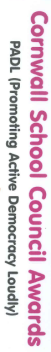 Cornwall School Council Awards
PADL (Promoting Active Democracy Loudly)